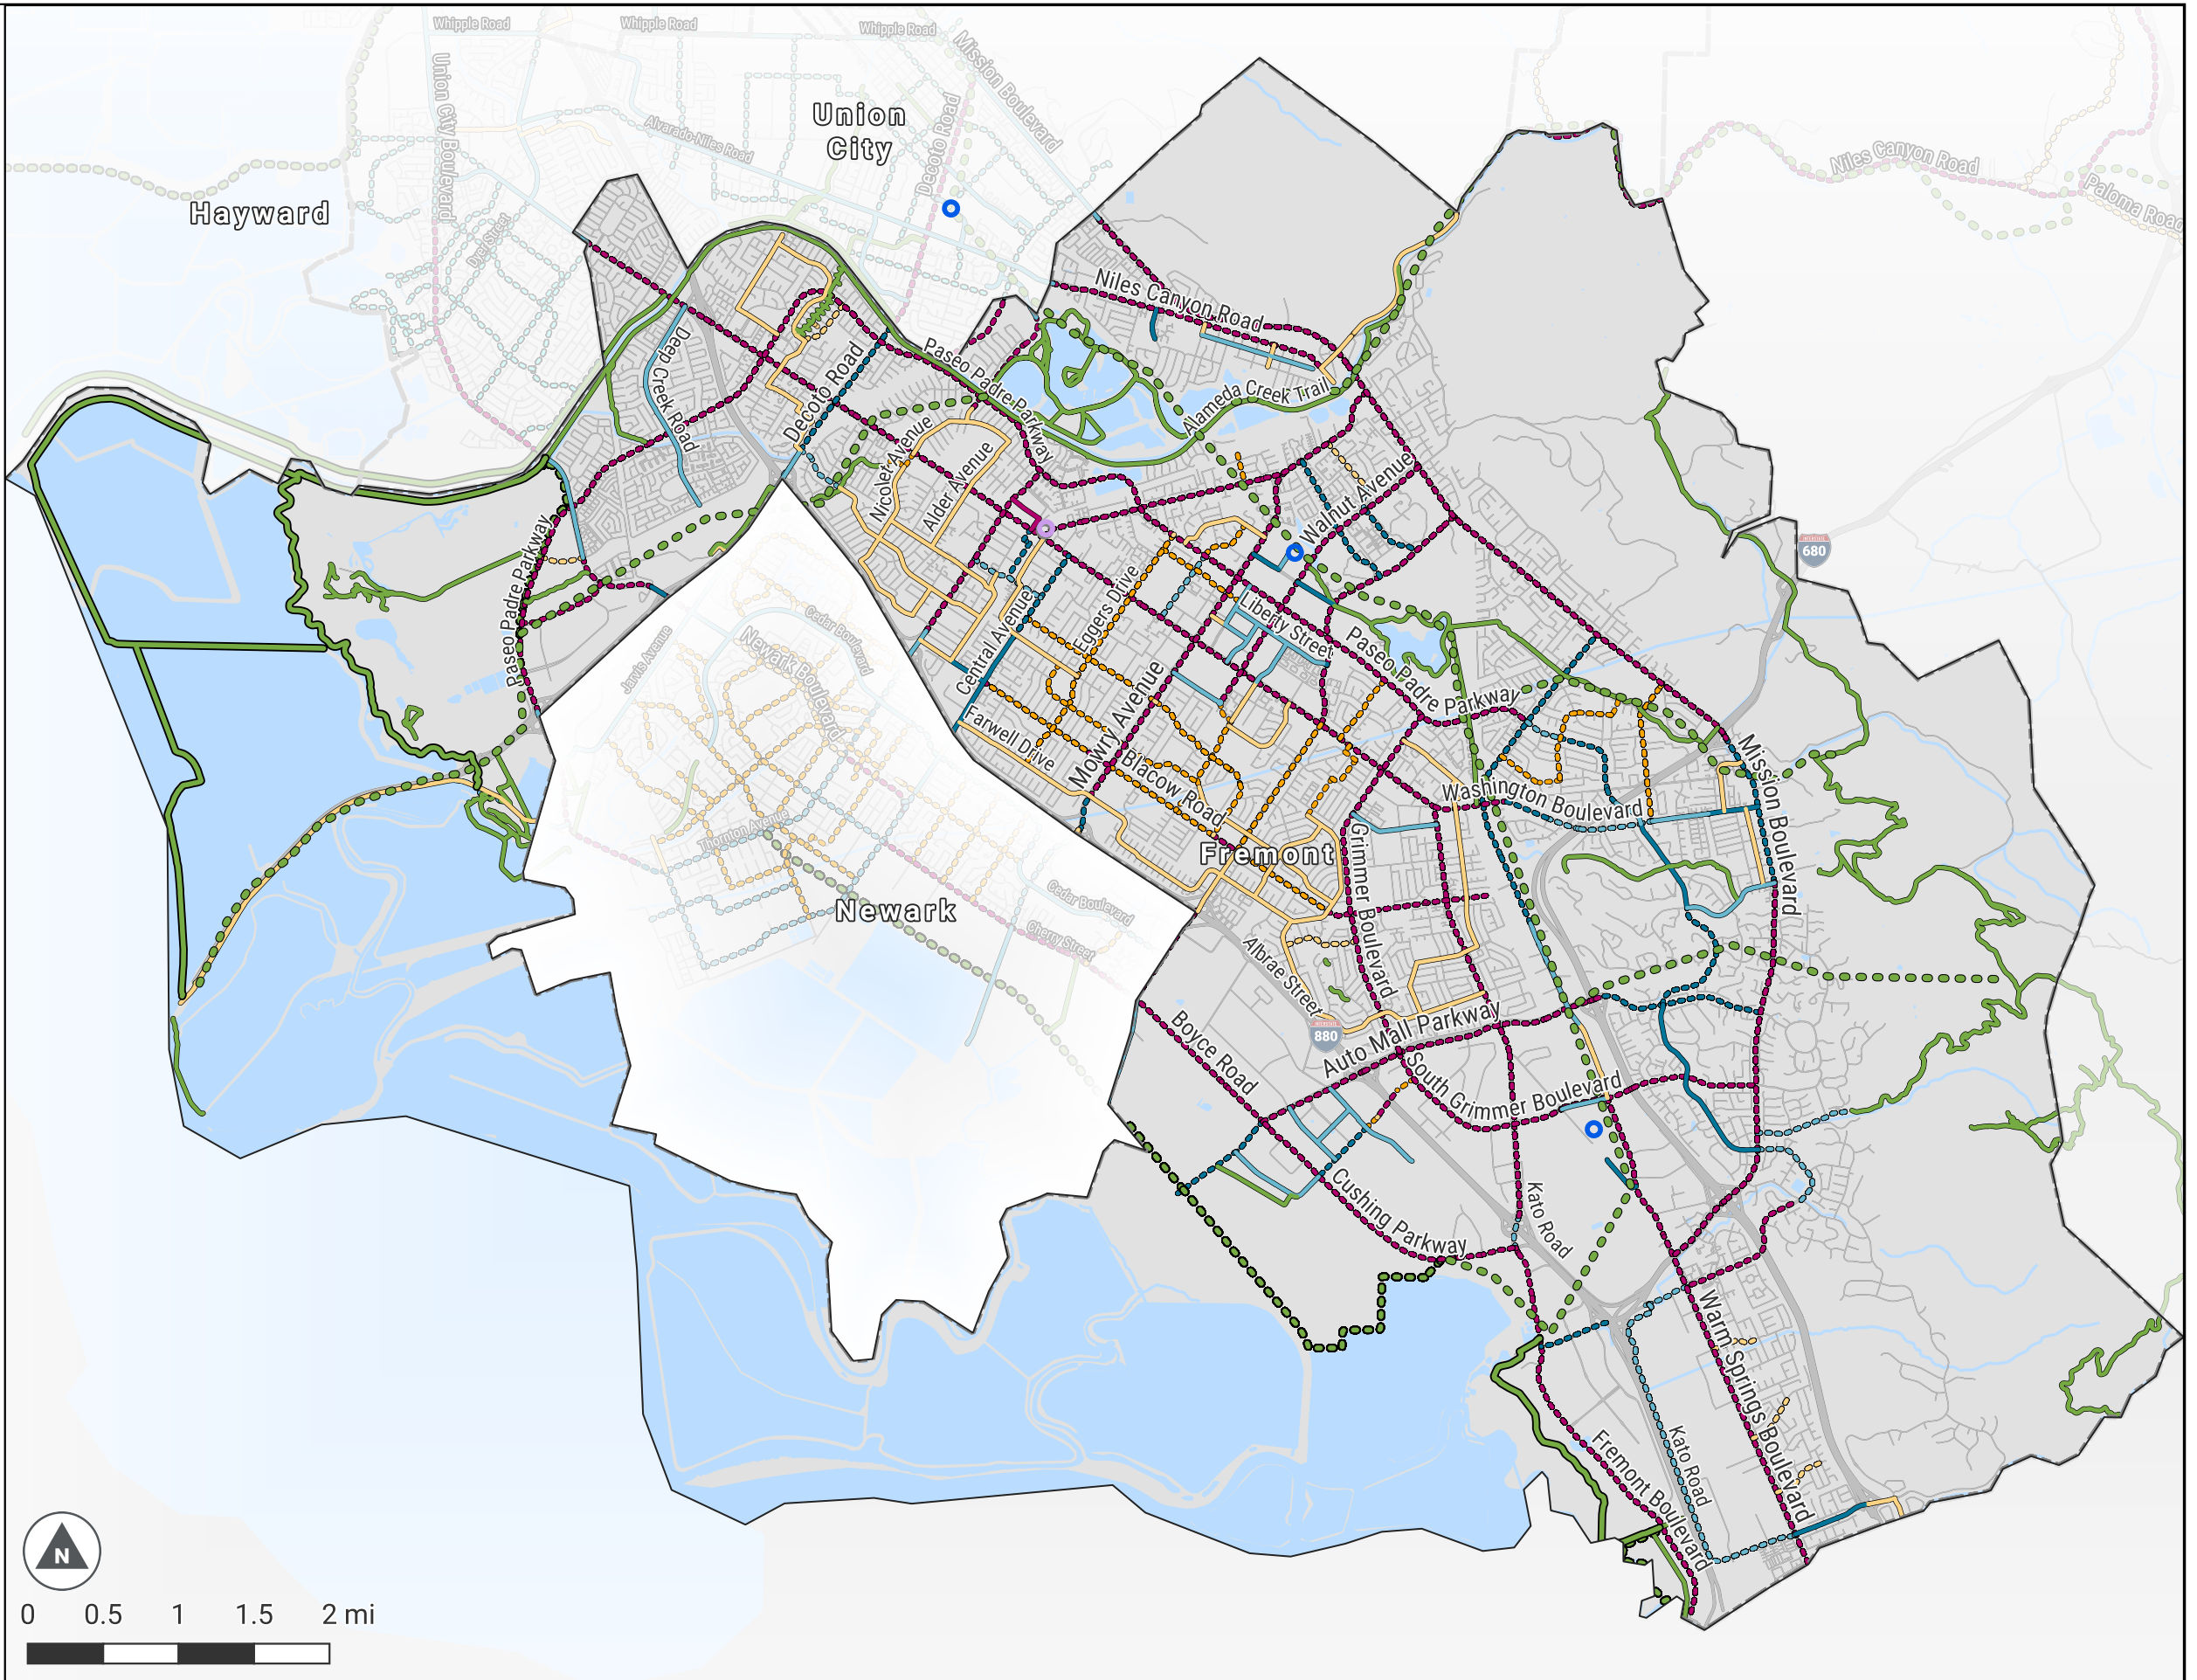 Whipple Road
Whipple Road
Whipple Road
Mission Boulevard
Union City Boulevard
Union
City
Decoto Road
Alvarado-Niles Road
Niles Canyon Road
Paloma Road
Hayward
Dyer Street
Niles Canyon Road
Deep Creek Road
Decoto Road
Paseo Padre Parkway
Alameda Creek Trail
Nicolet Avenue
Alder Avenue
Walnut Avenue
Paseo Padre Parkway
680
Jarvis Avenue
Newark Boulevard
Cedar Boulevard
Central Avenue
Eggers Drive
Liberty Street
Paseo Padre Parkway
Farwell Drive
Mowry Avenue
Blacow Road
Washington Boulevard
Mission Boulevard
Thornton Avenue
Fremont
Grimmer Boulevard
Newark
Cedar Boulevard
Cherry Street
Albrae Street
880
Boyce Road
Auto Mall Parkway
South Grimmer Boulevard
Cushing Parkway
Kato Road
Warm Springs Boulevard
Kato Road
Fremont Boulevard
N
0 0.5 1 1.5 2 mi